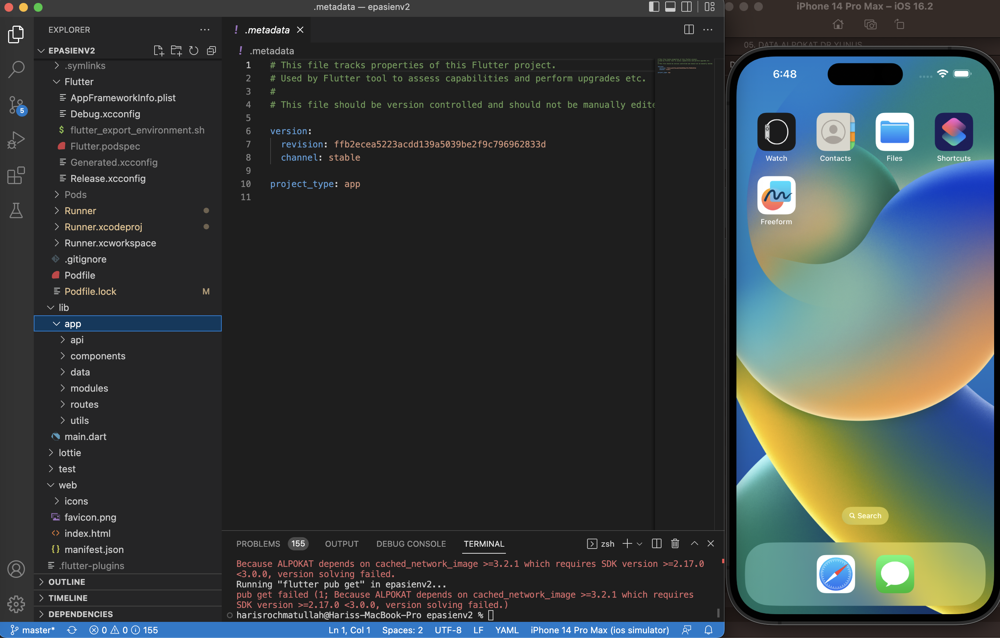 .metadata — epasienv2
EXPLORER
EPASIENV2
.symlinks
Flutter
AppFrameworkInfo.plist
Debug.xcconfig
$ flutter_export_environment.sh
Flutter.podspec
Generated.xcconfig
Release.xcconfig
Pods
Runner
Runner.xcodeproj
Runner.xcworkspace
.gitignore
Podfile
Podfile.lock M
lib
app
api
components
data
modules
routes
utils
main.dart
lottie
test
web
icons
favicon.png
<> index.html
{} manifest.json
.flutter-plugins
OUTLINE
TIMELINE
DEPENDENCIES
5
! .metadata
! .metadata
1 # This file tracks properties of this Flutter project.
2 # Used by Flutter tool to assess capabilities and perform upgrades etc.
3 #
4 # This file should be version controlled and should not be manually edite
5
6 version:
7 revision: ffb2ecea5223acdd139a5039be2f9c796962833d
8 channel: stable
9
10 project_type: app
11
PROBLEMS 155 OUTPUT DEBUG CONSOLE TERMINAL zsh
Because ALPOKAT depends on cached_network_image >=3.2.1 which requires SDK version >=2.17.0
<3.0.0, version solving failed.
Running "flutter pub get" in epasienv2...
pub get failed (1; Because ALPOKAT depends on cached_network_image >=3.2.1 which requires
SDK version >=2.17.0 <3.0.0, version solving failed.)
harisrochmatullah@Hariss-MacBook-Pro epasienv2 %
master* 0 0 155 Ln 1, Col 1 Spaces: 2 UTF-8 LF YAML iPhone 14 Pro Max (ios simulator)
iPhone 14 Pro Max – iOS 16.2
05. DATA ALPOKAT DR YUNUS
6:48
Watch
Contacts
Files
Shortcuts
Freeform
Search